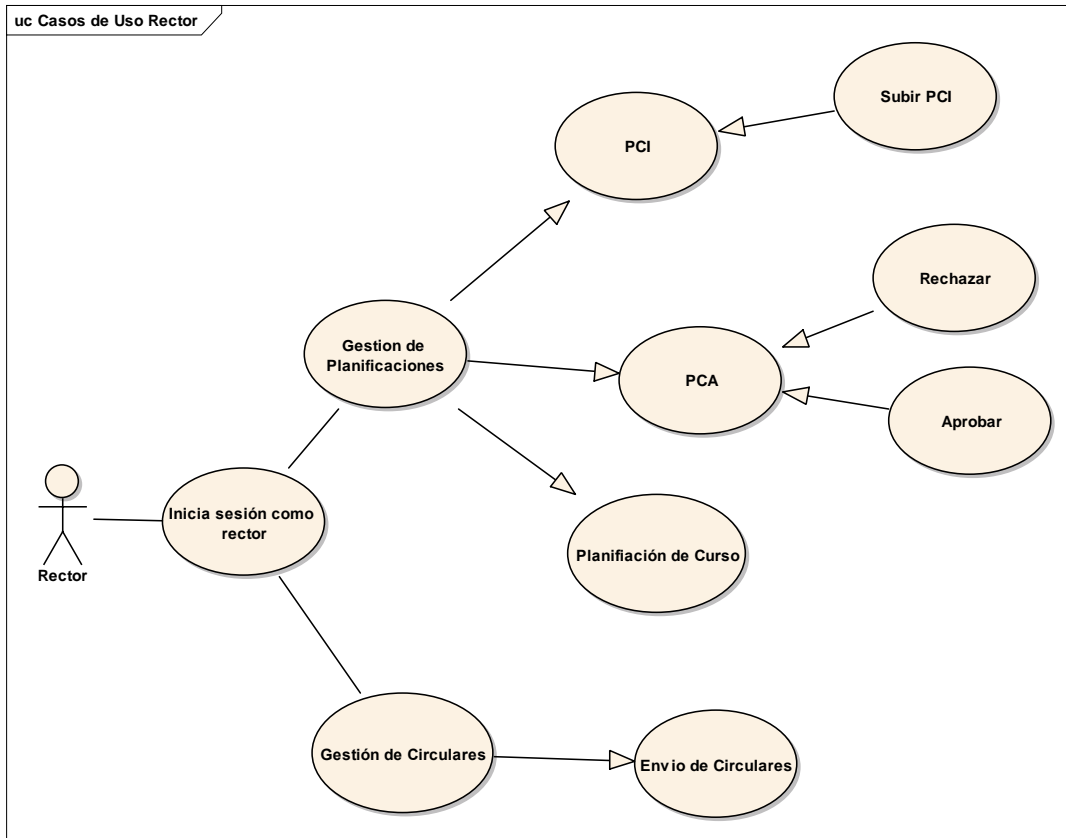 uc Casos de Uso Rector
Subir PCI
PCI
Rechazar
Gestion de
Planificaciones
PCA
Aprobar
Inicia sesión como
rector
Planifiación de Curso
Rector
Gestión de Circulares
Envio de Circulares